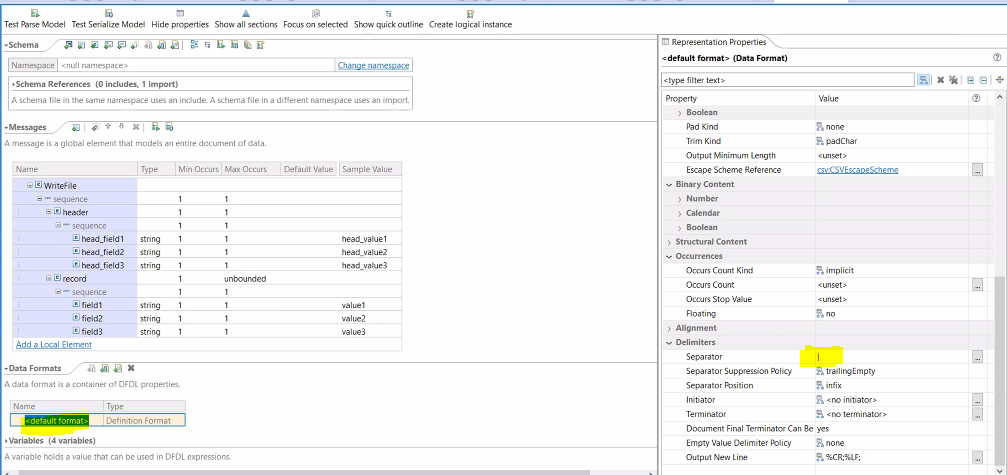 Test Parse Model Test Serialize Model Hide properties Show all sections Focus on selected Show quick outline Create logical instance
Schema
Namespace <null namespace> Change namespace
Schema References (0 includes, 1 import)
A schema file in the same namespace uses an include. A schema file in a different namespace uses an import.
Messages
A message is a global element that models an entire document of data.
Name Type Min Occurs Max Occurs Default Value Sample Value
WriteFile
sequence 1 1
header 1 1
sequence 1 1
head_field1 string 1 1 head_value1
head_field2 string 1 1 head_value2
head_field3 string 1 1 head_value3
record 1 unbounded
sequence 1 1
field1 string 1 1 value1
field2 string 1 1 value2
field3 string 1 1 value3
Add a Local Element
Data Formats
A data format is a container of DFDL properties.
Name Type
<default format> Definition Format
Variables (4 variables)
A variable holds a value that can be used in DFDL expressions.
Representation Properties
<default format> (Data Format)
<type filter text>
Property Value
Boolean
Pad Kind none
Trim Kind padChar
Output Minimum Length <unset>
Escape Scheme Reference csv:CSVEscapeScheme ...
Binary Content
Number
Calendar
Boolean
Structural Content
Occurrences
Occurs Count Kind implicit
Occurs Count <unset> ...
Occurs Stop Value <unset>
Floating no
Alignment
Delimiters
Separator | ...
Separator Suppression Policy trailingEmpty
Separator Position infix
Initiator <no initiator> ...
Terminator <no terminator> ...
Document Final Terminator Can Be yes
Empty Value Delimiter Policy none
Output New Line %CR;%LF; ...